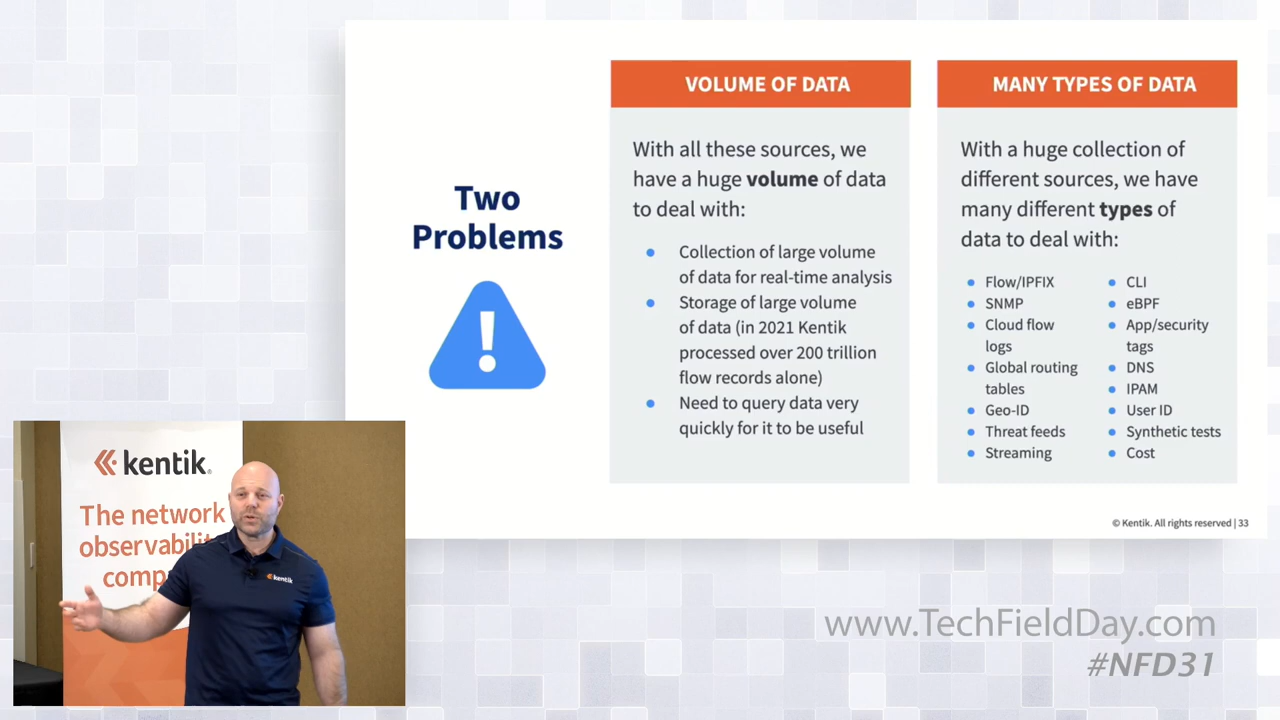 Two
Problems
VOLUME OF DATA
With all these sources, we
have a huge volume of data
to deal with:
Collection of large volume
of data for real-time analysis
Storage of large volume
of data (in 2021 Kentik
processed over 200 trillion
flow records alone)
Need to query data very
quickly for it to be useful
MANY TYPES OF DATA
With a huge collection of
different sources, we have
many different types of
data to deal with:
Flow/IPFIX
SNMP
Cloud flow
logs
Global routing
tables
Geo-ID
Threat feeds
Streaming
CLI
eBPF
App/security
tags
DNS
IPAM
User ID
Synthetic tests
Cost
© Kentik. All rights reserved | 33
kentik
The network
observability
comp
kentik
www.TechFieldDay.com
#NFD31